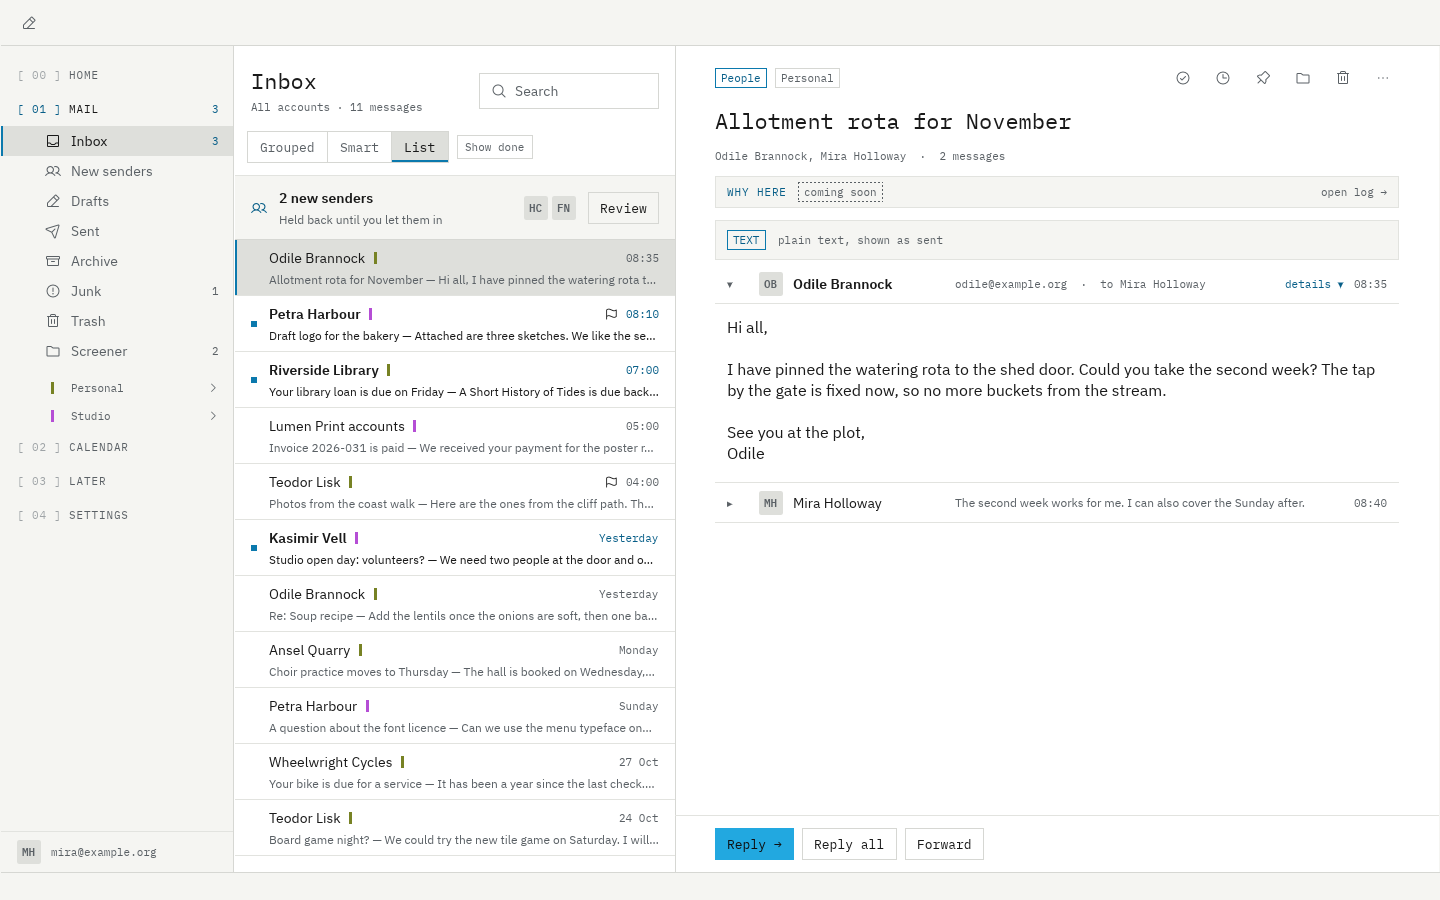 [ 00 ] HOME
[ 01 ] MAIL 3
Inbox 3
New senders
Drafts
Sent
Archive
Junk 1
Trash
Screener 2
Personal
Studio
[ 02 ] CALENDAR
[ 03 ] LATER
[ 04 ] SETTINGS
MH mira@example.org
Inbox
All accounts · 11 messages
Search
Grouped Smart List Show done
2 new senders
Held back until you let them in
HC FN Review
Odile Brannock 08:35
Allotment rota for November — Hi all, I have pinned the watering rota t...
Petra Harbour 08:10
Draft logo for the bakery — Attached are three sketches. We like the se...
Riverside Library 07:00
Your library loan is due on Friday — A Short History of Tides is due back...
Lumen Print accounts 05:00
Invoice 2026-031 is paid — We received your payment for the poster r...
Teodor Lisk 04:00
Photos from the coast walk — Here are the ones from the cliff path. Th...
Kasimir Vell Yesterday
Studio open day: volunteers? — We need two people at the door and o...
Odile Brannock Yesterday
Re: Soup recipe — Add the lentils once the onions are soft, then one ba...
Ansel Quarry Monday
Choir practice moves to Thursday — The hall is booked on Wednesday,...
Petra Harbour Sunday
A question about the font licence — Can we use the menu typeface on...
Wheelwright Cycles 27 Oct
Your bike is due for a service — It has been a year since the last check....
Teodor Lisk 24 Oct
Board game night? — We could try the new tile game on Saturday. I will...
People Personal
Allotment rota for November
Odile Brannock, Mira Holloway · 2 messages
WHY HERE coming soon open log →
TEXT plain text, shown as sent
▾ OB Odile Brannock odile@example.org · to Mira Holloway details ▾ 08:35
Hi all,
I have pinned the watering rota to the shed door. Could you take the second week? The tap
by the gate is fixed now, so no more buckets from the stream.
See you at the plot,
Odile
▸ MH Mira Holloway The second week works for me. I can also cover the Sunday after. 08:40
Reply → Reply all Forward